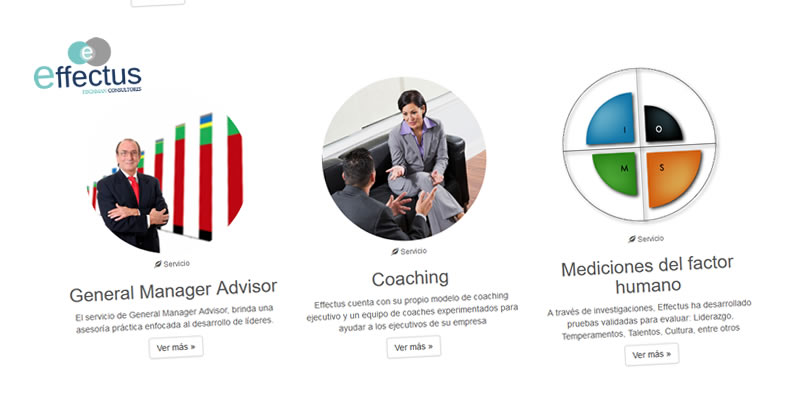 effectus
CONSULTORES
Servicio
General Manager Advisor
El servicio de General Manager Advisor, brinda una
asesoría práctica enfocada al desarrollo de líderes.
Ver más »
Servicio
Coaching
Effectus cuenta con su propio modelo de coaching
ejecutivo y un equipo de coaches experimentados para
ayudar a los ejecutivos de su empresa
Ver más »
I O
M S
Servicio
Mediciones del factor
humano
A través de investigaciones, Effectus ha desarrollado
pruebas validadas para evaluar: Liderazgo,
Temperamentos, Talentos, Cultura, entre otros
Ver más »